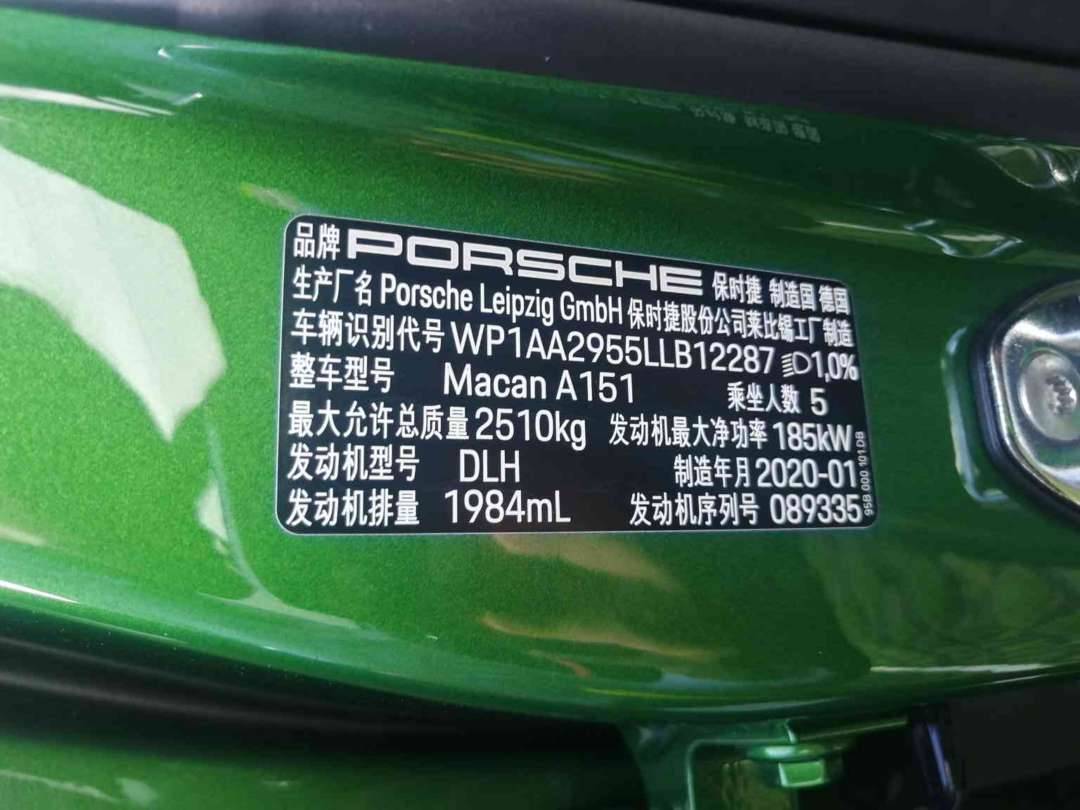 品牌 PORSCHE 保时捷 制造国 德国
生产厂名 Porsche Leipzig GmbH 保时捷股份公司莱比锡工厂制造
车辆识别代号 WP1AA2955LLB12287 1,0%
整车型号 Macan A151 乘坐人数 5
最大允许总质量 2510kg 发动机最大净功率 185kW
发动机型号 DLH 制造年月 2020-01
发动机排量 1984mL 发动机序列号 089335
95B.000.101.DB